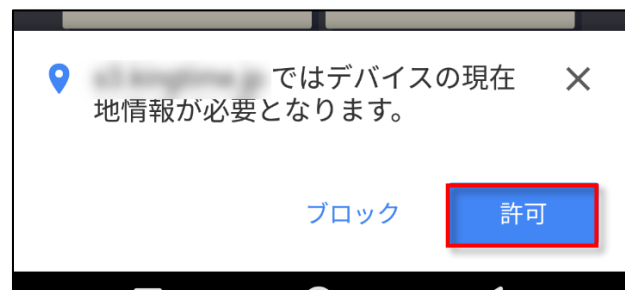 ではデバイスの現在
地情報が必要となります。
ブロック
許可